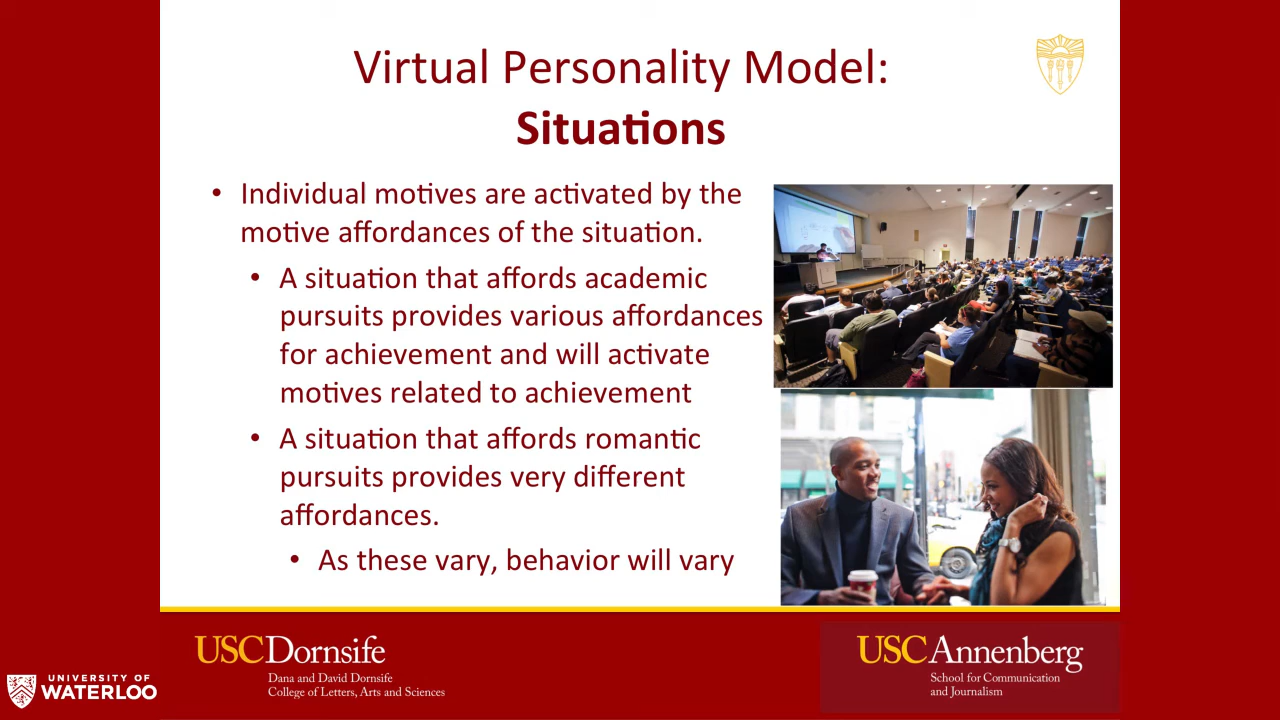 Virtual Personality Model:
Situations
• Individual motives are activated by the
motive affordances of the situation.
• A situation that affords academic
pursuits provides various affordances
for achievement and will activate
motives related to achievement
• A situation that affords romantic
pursuits provides very different
affordances.
• As these vary, behavior will vary
USCDornsife
Dana and David Dornsife
College of Letters, Arts and Sciences
USCAnnenberg
School for Communication
and Journalism
UNIVERSITY OF
WATERLOO